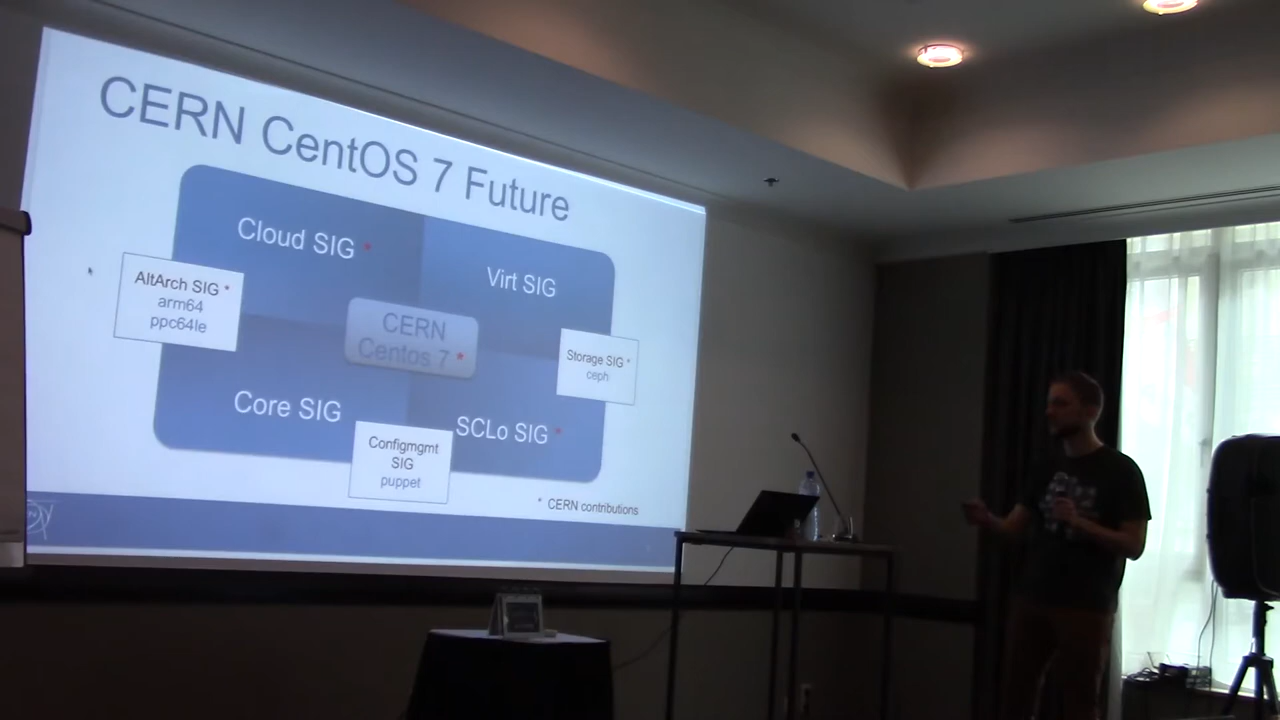 CERN CentOS 7 Future
Cloud SIG *
Virt SIG
AltArch SIG *
arm64
ppc64le
CERN
Centos 7 *
Storage SIG *
ceph
Core SIG
SCLo SIG *
Configmgmt
SIG
puppet
* CERN contributions